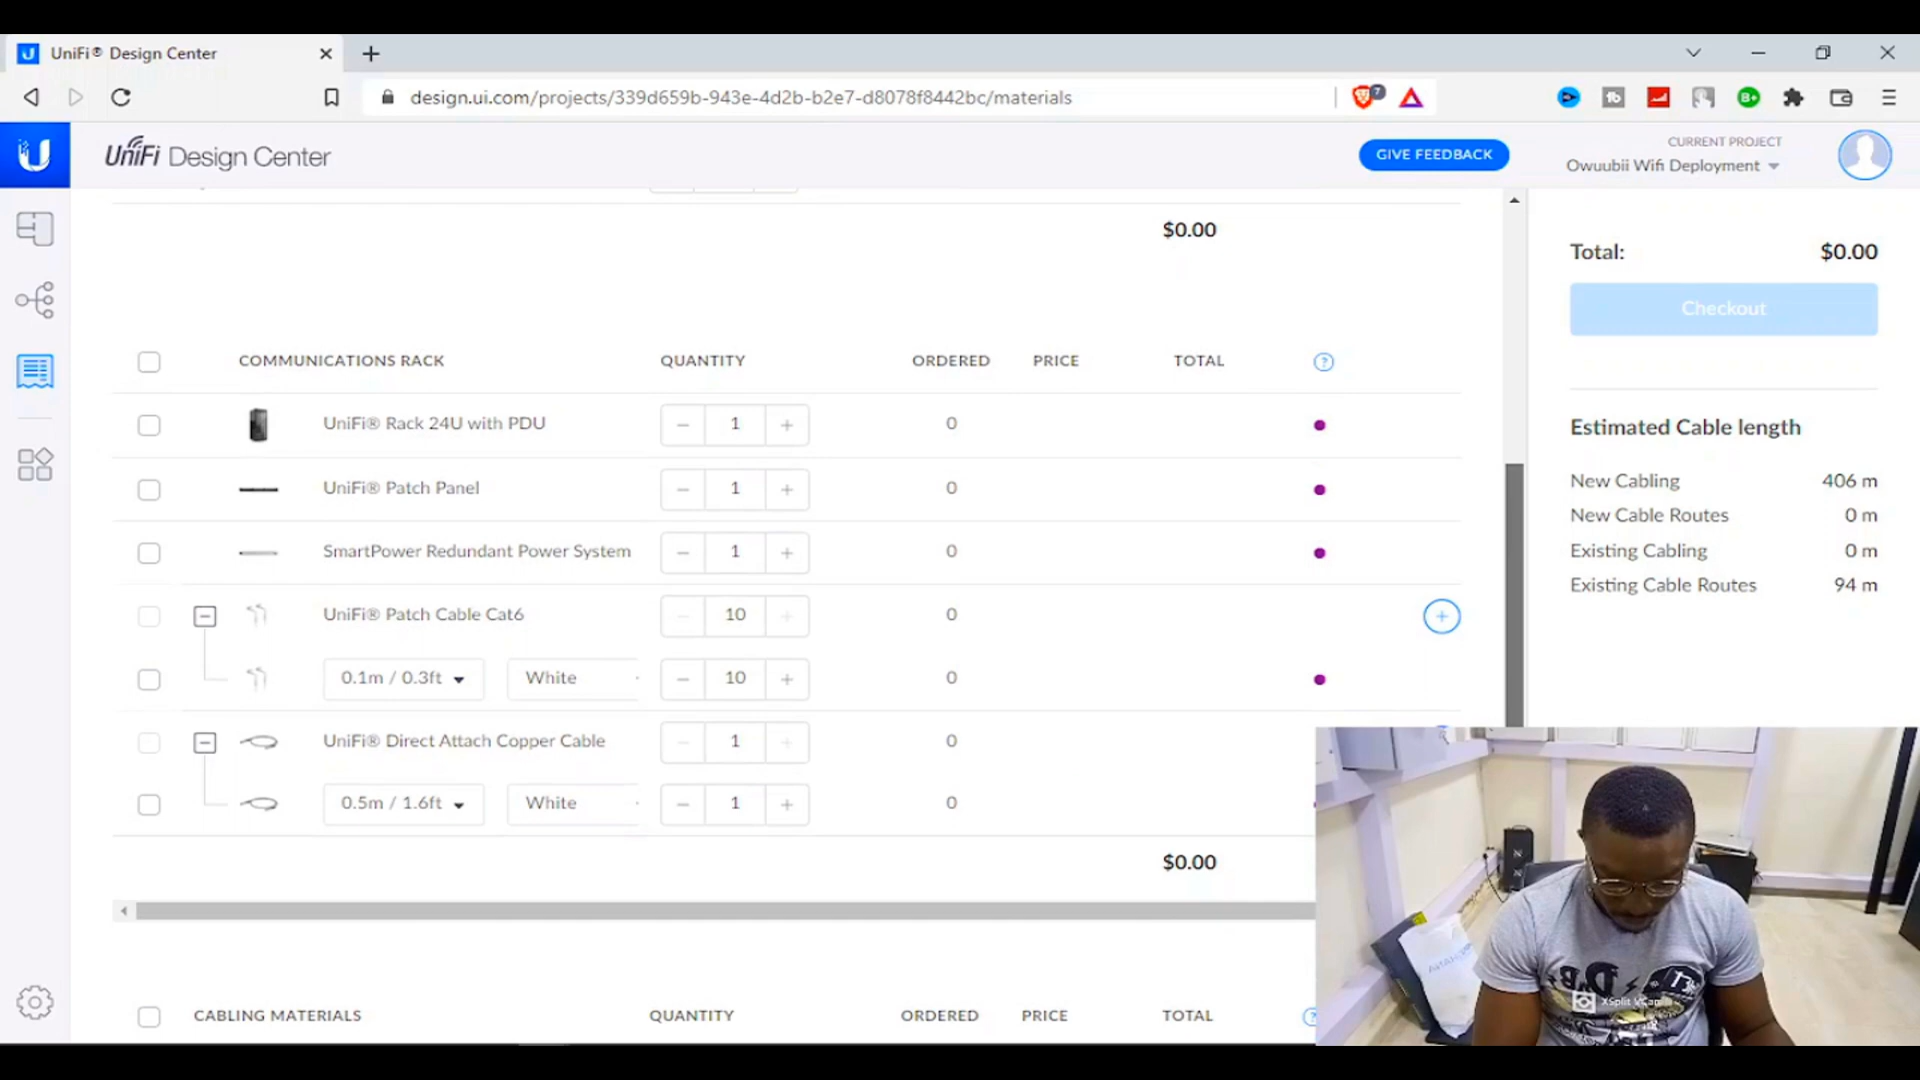 UniFi® Design Center
design.ui.com/projects/339d659b-943e-4d2b-b2e7-d8078f8442bc/materials
UniFi Design Center
GIVE FEEDBACK
CURRENT PROJECT
Owuubii Wifi Deployment
$0.00
Total: $0.00
Checkout
COMMUNICATIONS RACK QUANTITY ORDERED PRICE TOTAL ?
UniFi® Rack 24U with PDU - 1 + 0
UniFi® Patch Panel - 1 + 0
SmartPower Redundant Power System - 1 + 0
UniFi® Patch Cable Cat6 - 10 + 0 +
0.1m / 0.3ft White - 10 + 0
UniFi® Direct Attach Copper Cable - 1 + 0
0.5m / 1.6ft White - 1 + 0
$0.00
Estimated Cable length
New Cabling 406 m
New Cable Routes 0 m
Existing Cabling 0 m
Existing Cable Routes 94 m
CABLING MATERIALS QUANTITY ORDERED PRICE TOTAL
XSplit VCam